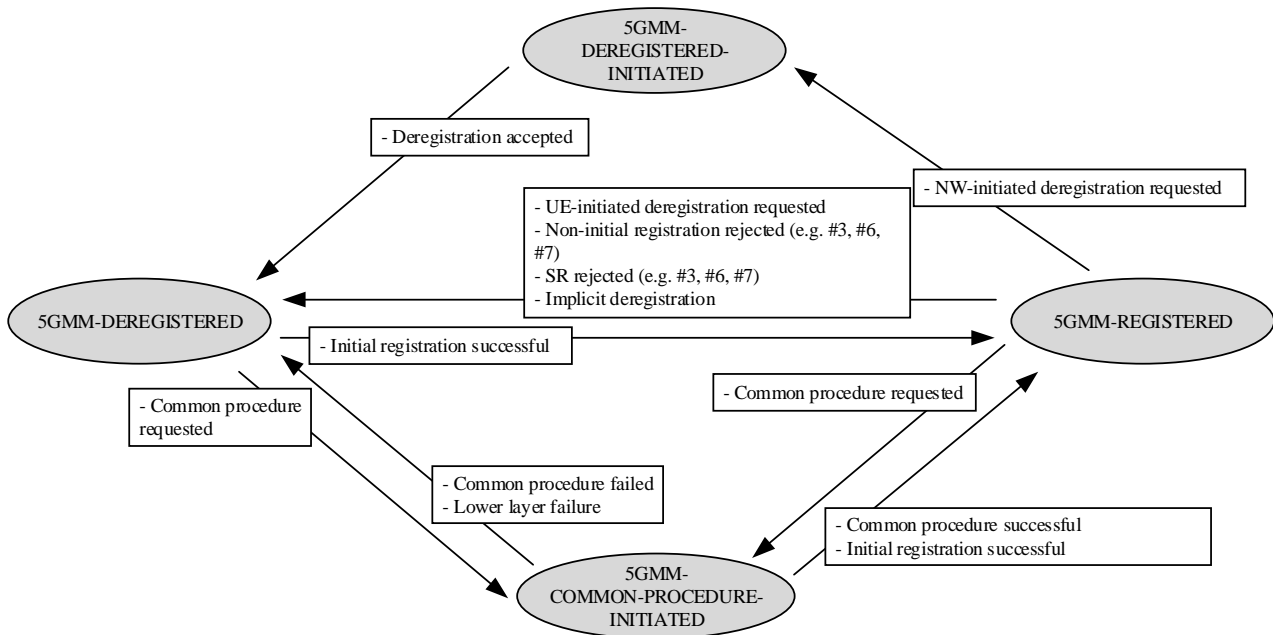 5GMM-
DEREGISTERED-
INITIATED
- Deregistration accepted
- NW-initiated deregistration requested
- UE-initiated deregistration requested
- Non-initial registration rejected (e.g. #3, #6,
#7)
- SR rejected (e.g. #3, #6, #7)
- Implicit deregistration
5GMM-DEREGISTERED
5GMM-REGISTERED
- Initial registration successful
- Common procedure
requested
- Common procedure requested
- Common procedure failed
- Lower layer failure
- Common procedure successful
- Initial registration successful
5GMM-
COMMON-PROCEDURE-
INITIATED